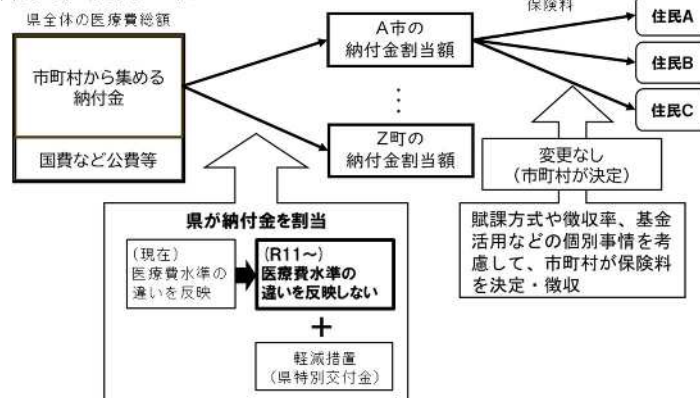 県全体の医療費総額
市町村から集める
納付金
国費など公費等
A市の
納付金割当額
⋮
Z町の
納付金割当額
保険料
住民A
住民B
住民C
変更なし
（市町村が決定）
賦課方式や徴収率、基金
活用などの個別事情を考
慮して、市町村が保険料
を決定・徴収
県が納付金を割当
（現在）
医療費水準の
違いを反映
（R11～）
医療費水準の
違いを反映しない
＋
軽減措置
（県特別交付金）